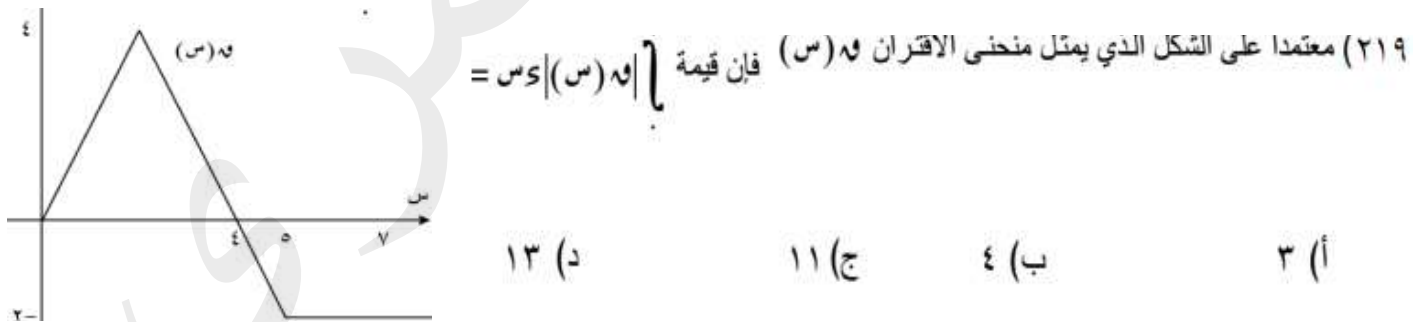 ٢١٩) معتمدا على الشكل الذي يمثل منحنى الاقتران ق(س) فإن قيمة ∫ |ق(س)|ءس =
٠
أ) ٣ ب) ٤ ج) ١١ د) ١٣
٤
ق(س)
س
٤ ٥ ٧
-٢